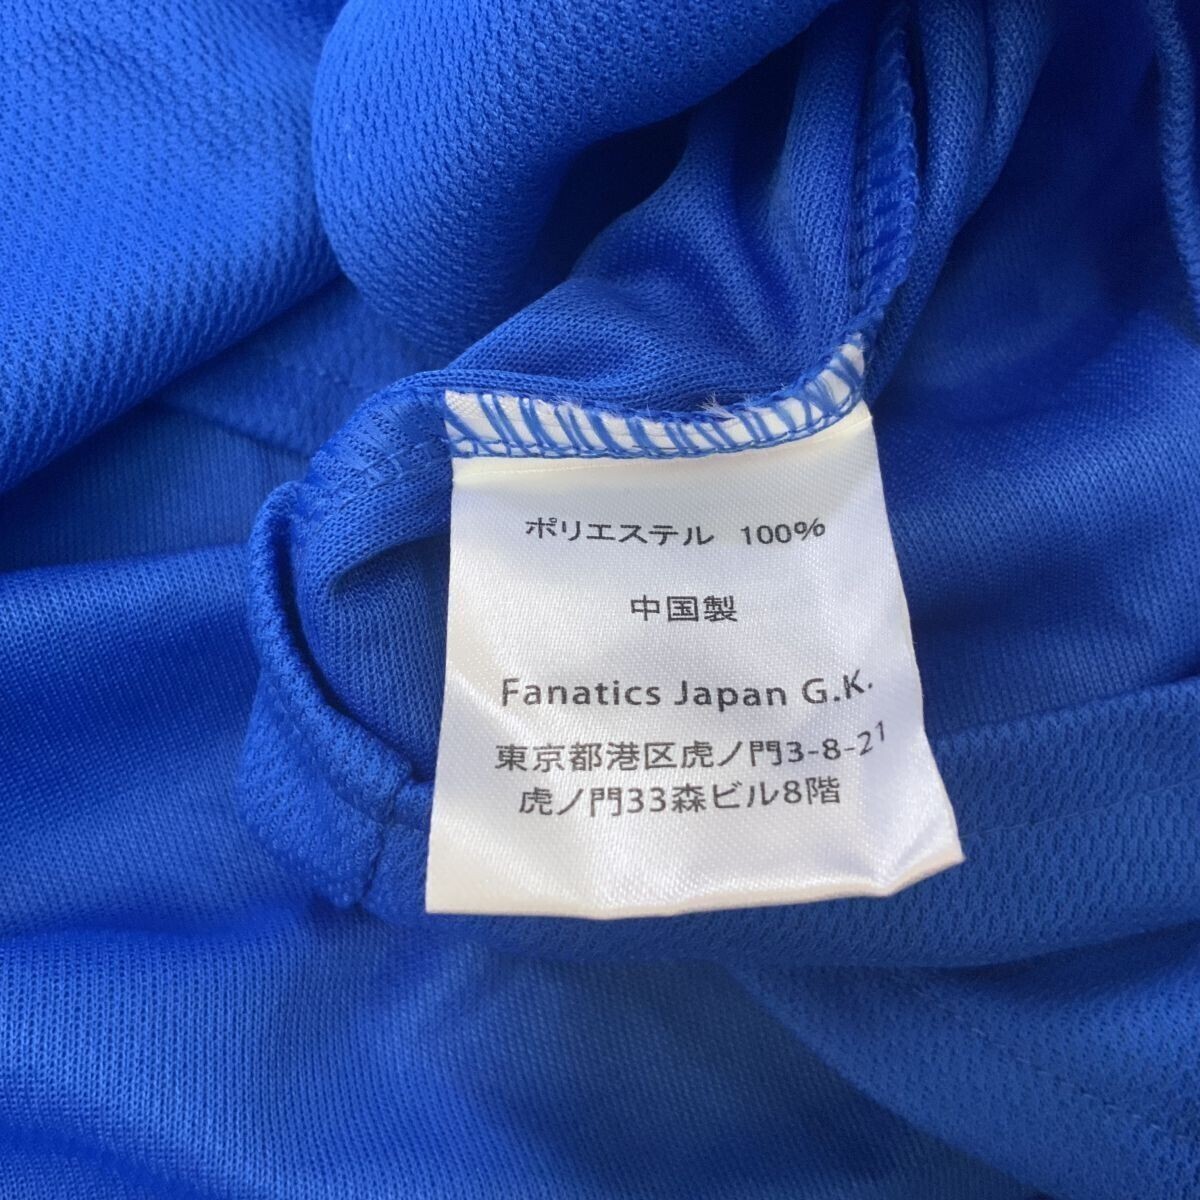 ポリエステル 100%
中国製
Fanatics Japan G.K.
東京都港区虎ノ門3-8-21
虎ノ門33森ビル8階